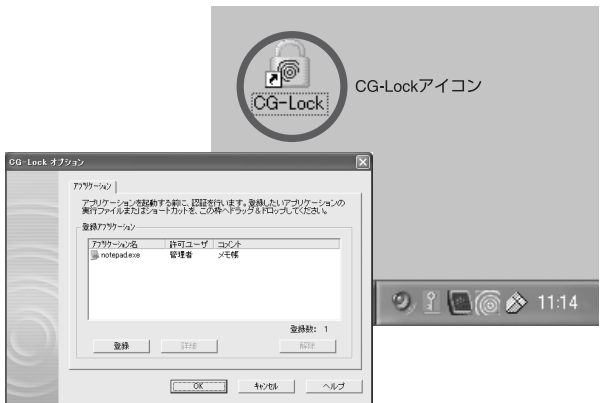 CG-Lock
CG-Lockアイコン
CG-Lock オプション
アプリケーション
アプリケーションを起動する前に、認証を行います。登録したいアプリケーションの
実行ファイルまたはショートカットを、この枠へドラッグ&ドロップしてください。
登録アプリケーション
アプリケーション名 許可ユーザ コメント
notepad.exe 管理者 メモ帳
登録数: 1
登録 詳細 解除
OK キャンセル ヘルプ
11:14